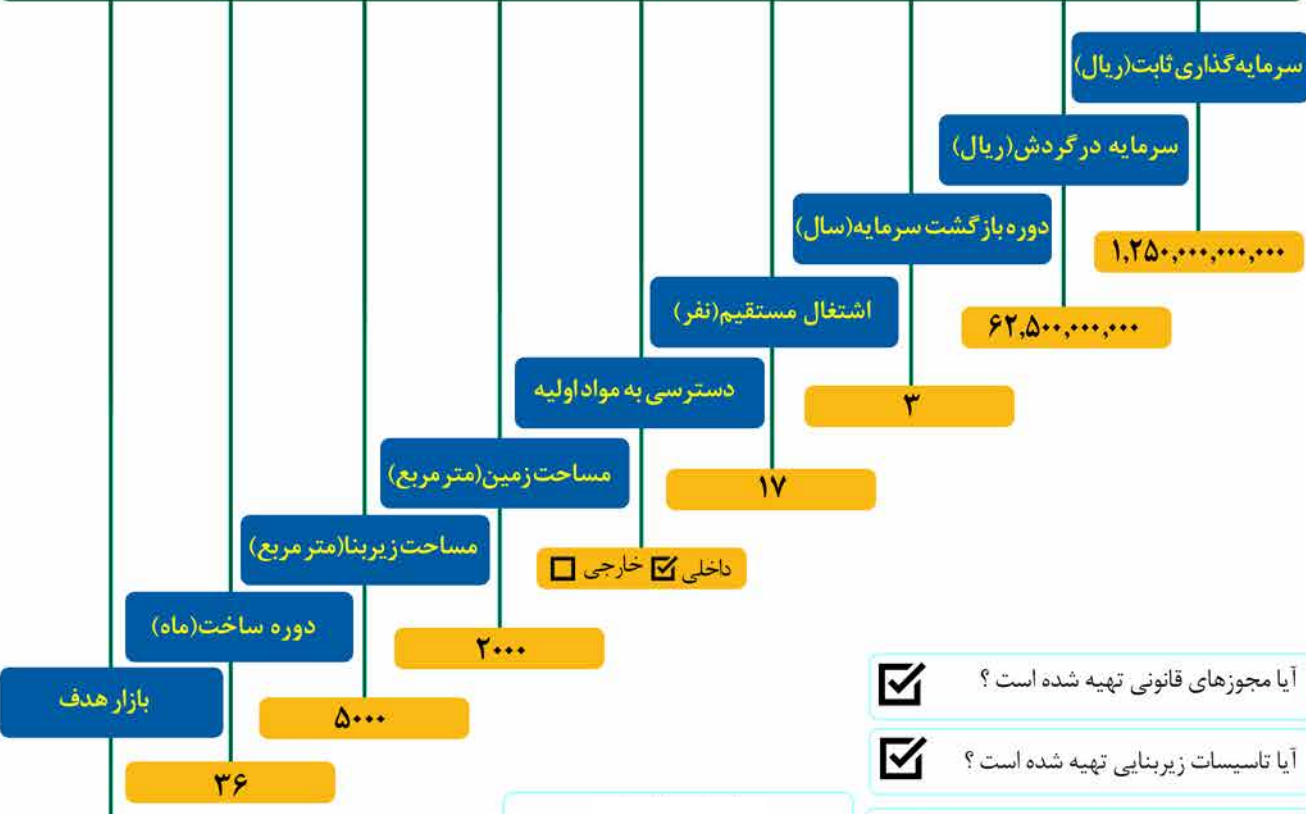 سرمایه‌گذاری ثابت(ریال)
۱,۲۵۰,۰۰۰,۰۰۰,۰۰۰
سرمایه در گردش(ریال)
۶۲,۵۰۰,۰۰۰,۰۰۰
دوره بازگشت سرمایه(سال)
۳
اشتغال مستقیم(نفر)
۱۷
دسترسی به مواد اولیه
داخلی ☑ خارجی ☐
مساحت زمین(متر مربع)
۲۰۰۰
مساحت زیربنا(متر مربع)
۵۰۰۰
دوره ساخت(ماه)
۳۶
بازار هدف
آیا مجوزهای قانونی تهیه شده است ؟ ☑
آیا تاسیسات زیربنایی تهیه شده است ؟ ☑